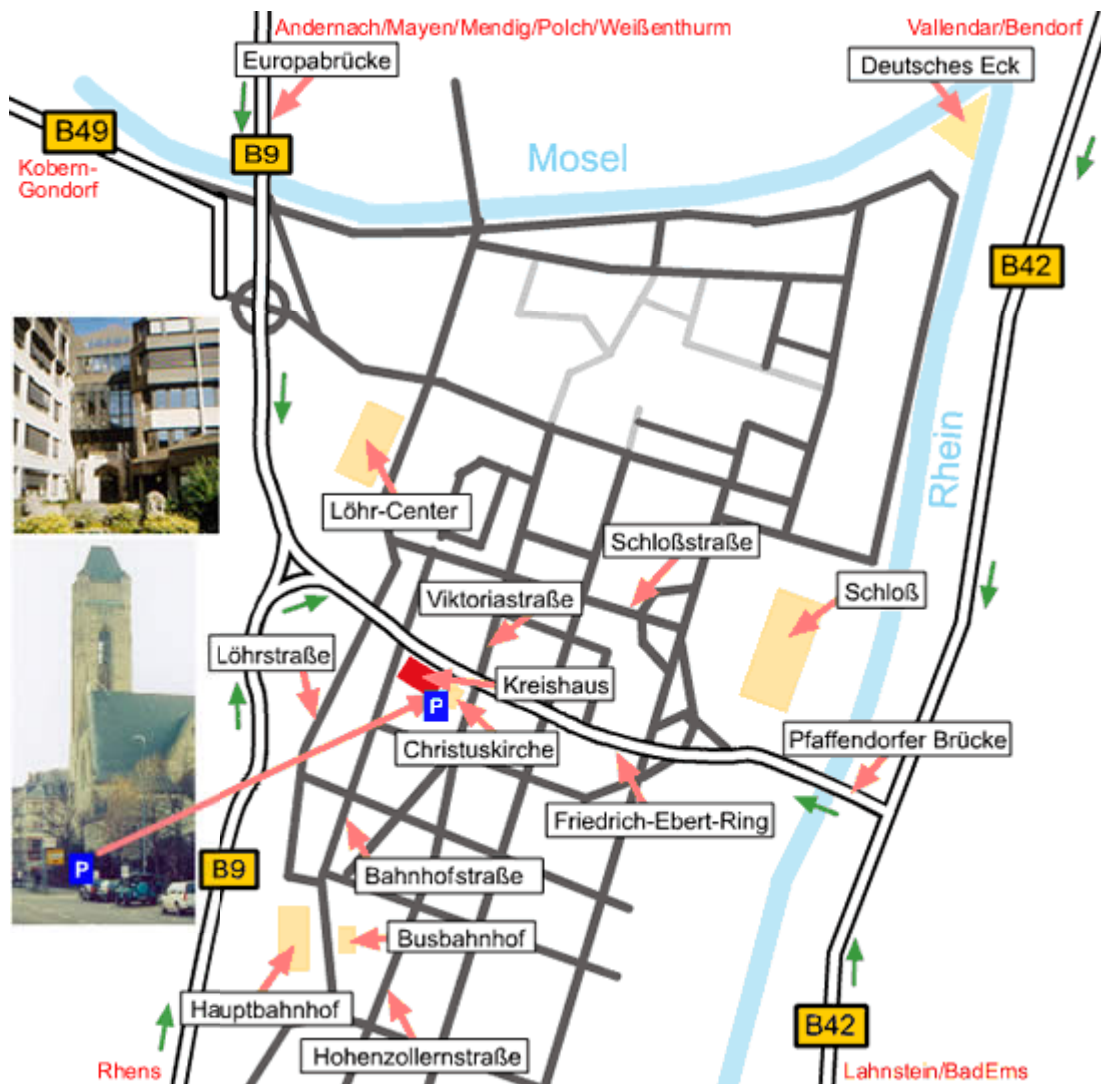 Andernach/Mayen/Mendig/Polch/Weißenthurm
Vallendar/Bendorf
Europabrücke
Deutsches Eck
B49
B9
Kobern-
Gondorf
Mosel
B42
Rhein
Löhr-Center
Schloßstraße
Viktoriastraße
Schloß
Löhrstraße
Kreishaus
P
Christuskirche
Pfaffendorfer Brücke
Friedrich-Ebert-Ring
P
B9
Bahnhofstraße
Busbahnhof
Hauptbahnhof
B42
Hohenzollernstraße
Rhens
Lahnstein/BadEms